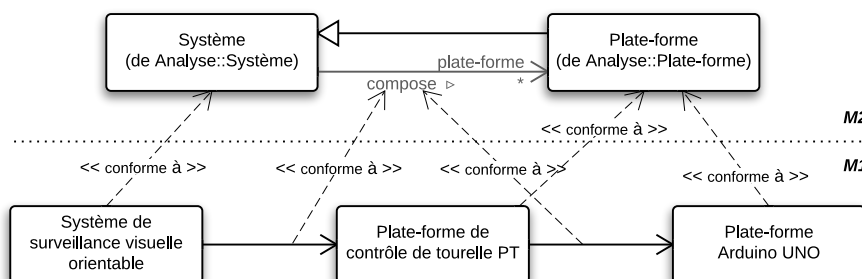 Système
(de Analyse::Système)
Plate-forme
(de Analyse::Plate-forme)
plate-forme
compose ▹
*
<< conforme à >>
M2
M1
<< conforme à >>
<< conforme à >>
<< conforme à >>
<< conforme à >>
Système de
surveillance visuelle
orientable
Plate-forme de
contrôle de tourelle PT
Plate-forme
Arduino UNO